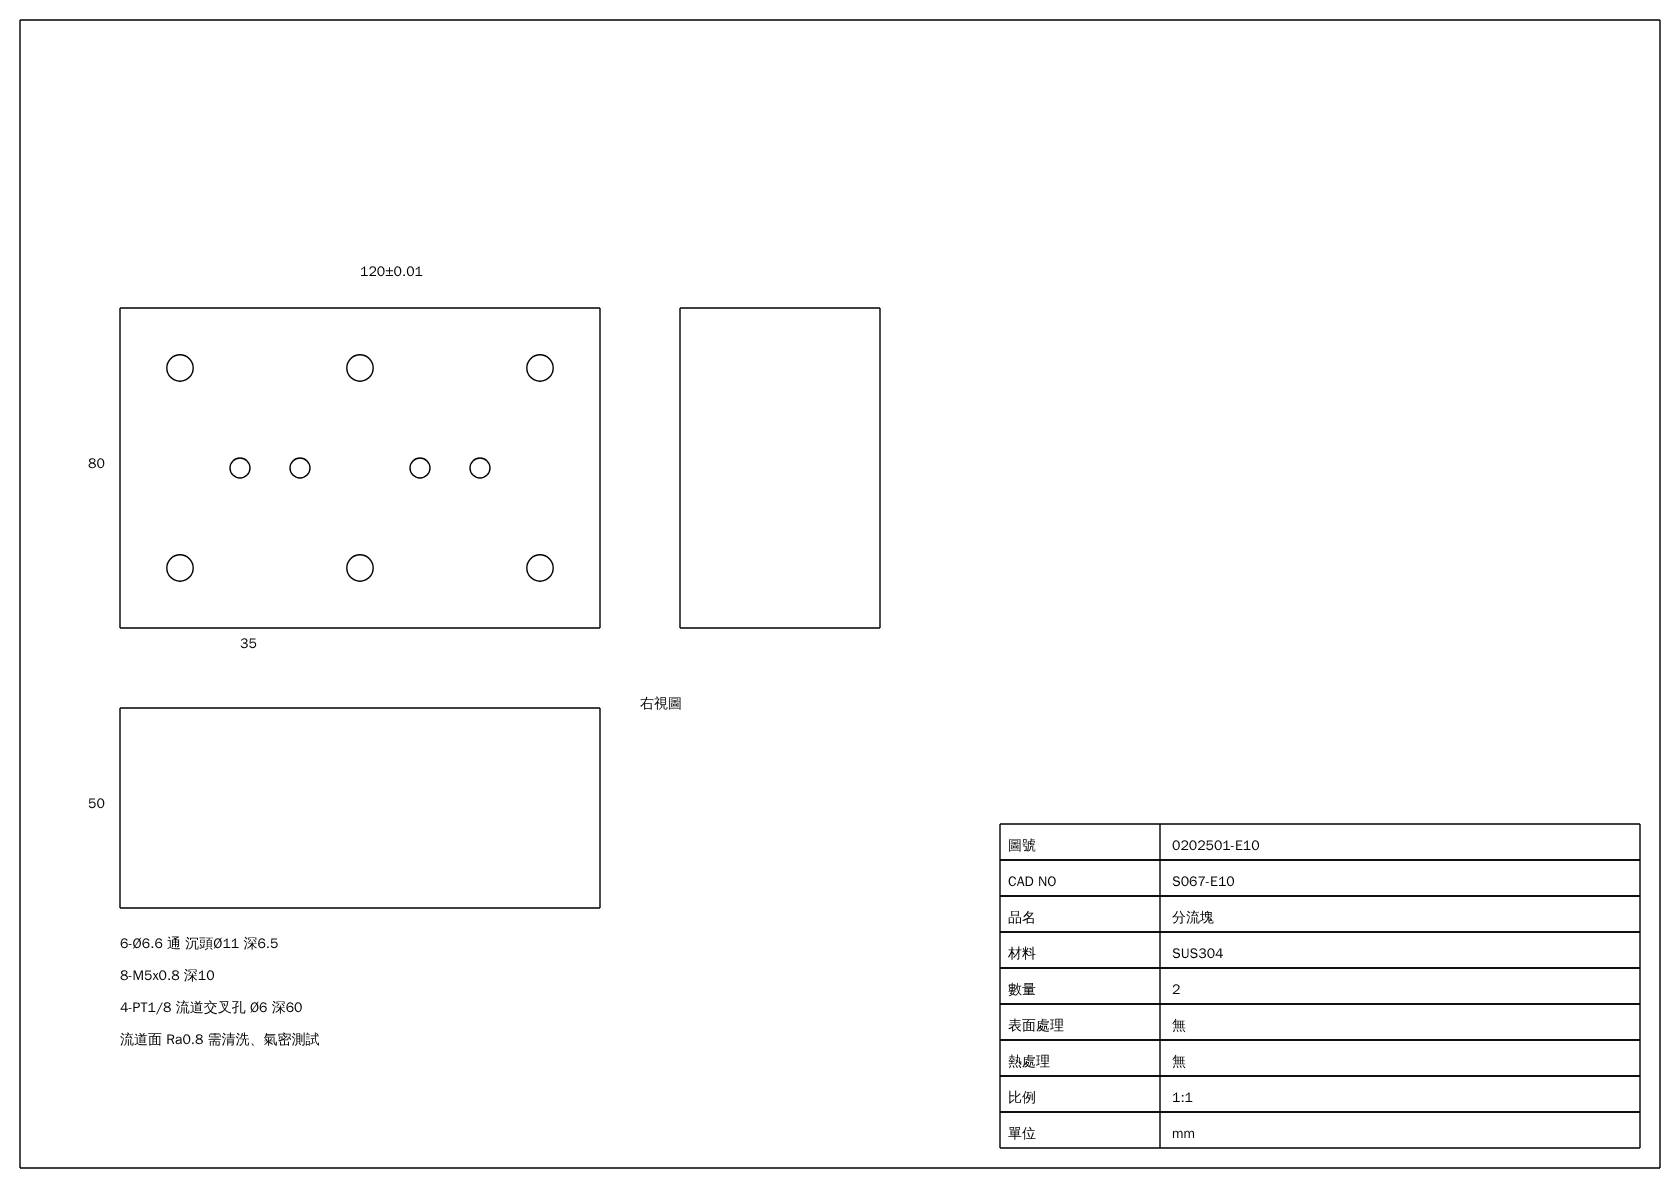 120±0.01
80
35
右視圖
50
6-Ø6.6 通 沉頭Ø11 深6.5
8-M5x0.8 深10
4-PT1/8 流道交叉孔 Ø6 深60
流道面 Ra0.8 需清洗、氣密測試
圖號 0202501-E10
CAD NO S067-E10
品名 分流塊
材料 SUS304
數量 2
表面處理 無
熱處理 無
比例 1:1
單位 mm